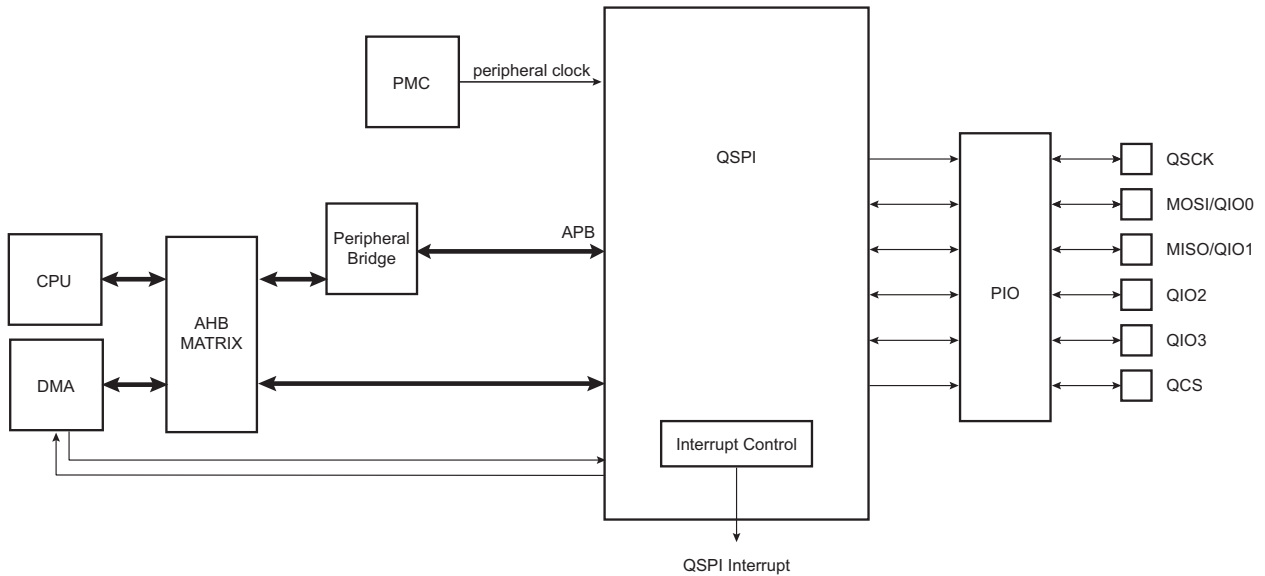 peripheral clock
PMC
QSPI
QSCK
MOSI/QIO0
APB
Peripheral
Bridge
MISO/QIO1
CPU
PIO
QIO2
AHB
MATRIX
QIO3
DMA
QCS
Interrupt Control
QSPI Interrupt